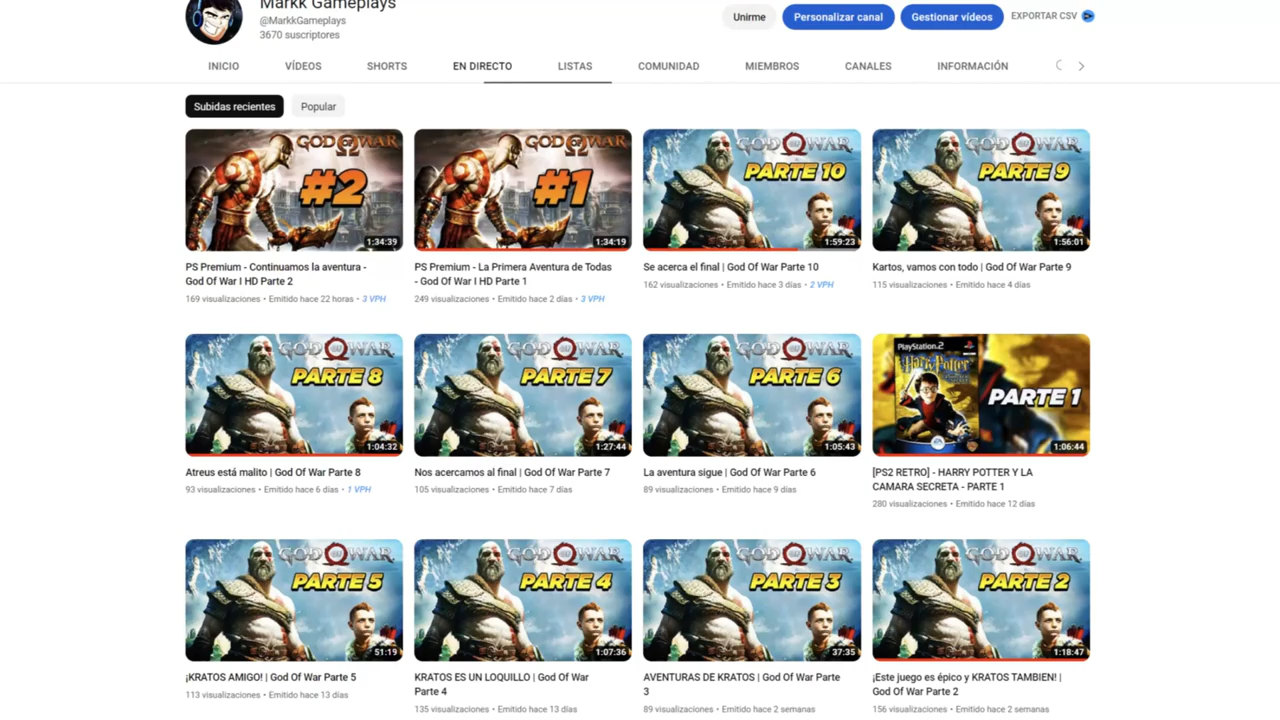 Markk Gameplays
@MarkkGameplays
3670 suscriptores
Unirme
Personalizar canal
Gestionar vídeos
EXPORTAR CSV
INICIO
VÍDEOS
SHORTS
EN DIRECTO
LISTAS
COMUNIDAD
MIEMBROS
CANALES
INFORMACIÓN
Subidas recientes
Popular
GOD OF WAR
#2
1:34:39
PS Premium - Continuamos la aventura -
God Of War I HD Parte 2
169 visualizaciones • Emitido hace 22 horas • 3 VPH
GOD OF WAR
#1
1:34:19
PS Premium - La Primera Aventura de Todas
- God Of War I HD Parte 1
249 visualizaciones • Emitido hace 2 días • 3 VPH
GOD OF WAR
PARTE 10
1:59:23
Se acerca el final | God Of War Parte 10
162 visualizaciones • Emitido hace 3 días • 2 VPH
GOD OF WAR
PARTE 9
1:56:01
Kartos, vamos con todo | God Of War Parte 9
115 visualizaciones • Emitido hace 4 días
GOD OF WAR
PARTE 8
1:04:32
Atreus está malito | God Of War Parte 8
93 visualizaciones • Emitido hace 6 días • 1 VPH
GOD OF WAR
PARTE 7
1:27:44
Nos acercamos al final | God Of War Parte 7
105 visualizaciones • Emitido hace 7 días
GOD OF WAR
PARTE 6
1:05:43
La aventura sigue | God Of War Parte 6
89 visualizaciones • Emitido hace 9 días
PlayStation.2
Harry Potter
EA
PARTE 1
1:06:44
[PS2 RETRO] - HARRY POTTER Y LA
CAMARA SECRETA - PARTE 1
280 visualizaciones • Emitido hace 12 días
GOD OF WAR
PARTE 5
51:19
¡KRATOS AMIGO! | God Of War Parte 5
113 visualizaciones • Emitido hace 13 días
GOD OF WAR
PARTE 4
1:07:36
KRATOS ES UN LOQUILLO | God Of War
Parte 4
135 visualizaciones • Emitido hace 13 días
GOD OF WAR
PARTE 3
37:35
AVENTURAS DE KRATOS | God Of War Parte
3
89 visualizaciones • Emitido hace 2 semanas
GOD OF WAR
PARTE 2
1:18:47
¡Este juego es épico y KRATOS TAMBIEN! |
God Of War Parte 2
156 visualizaciones • Emitido hace 2 semanas